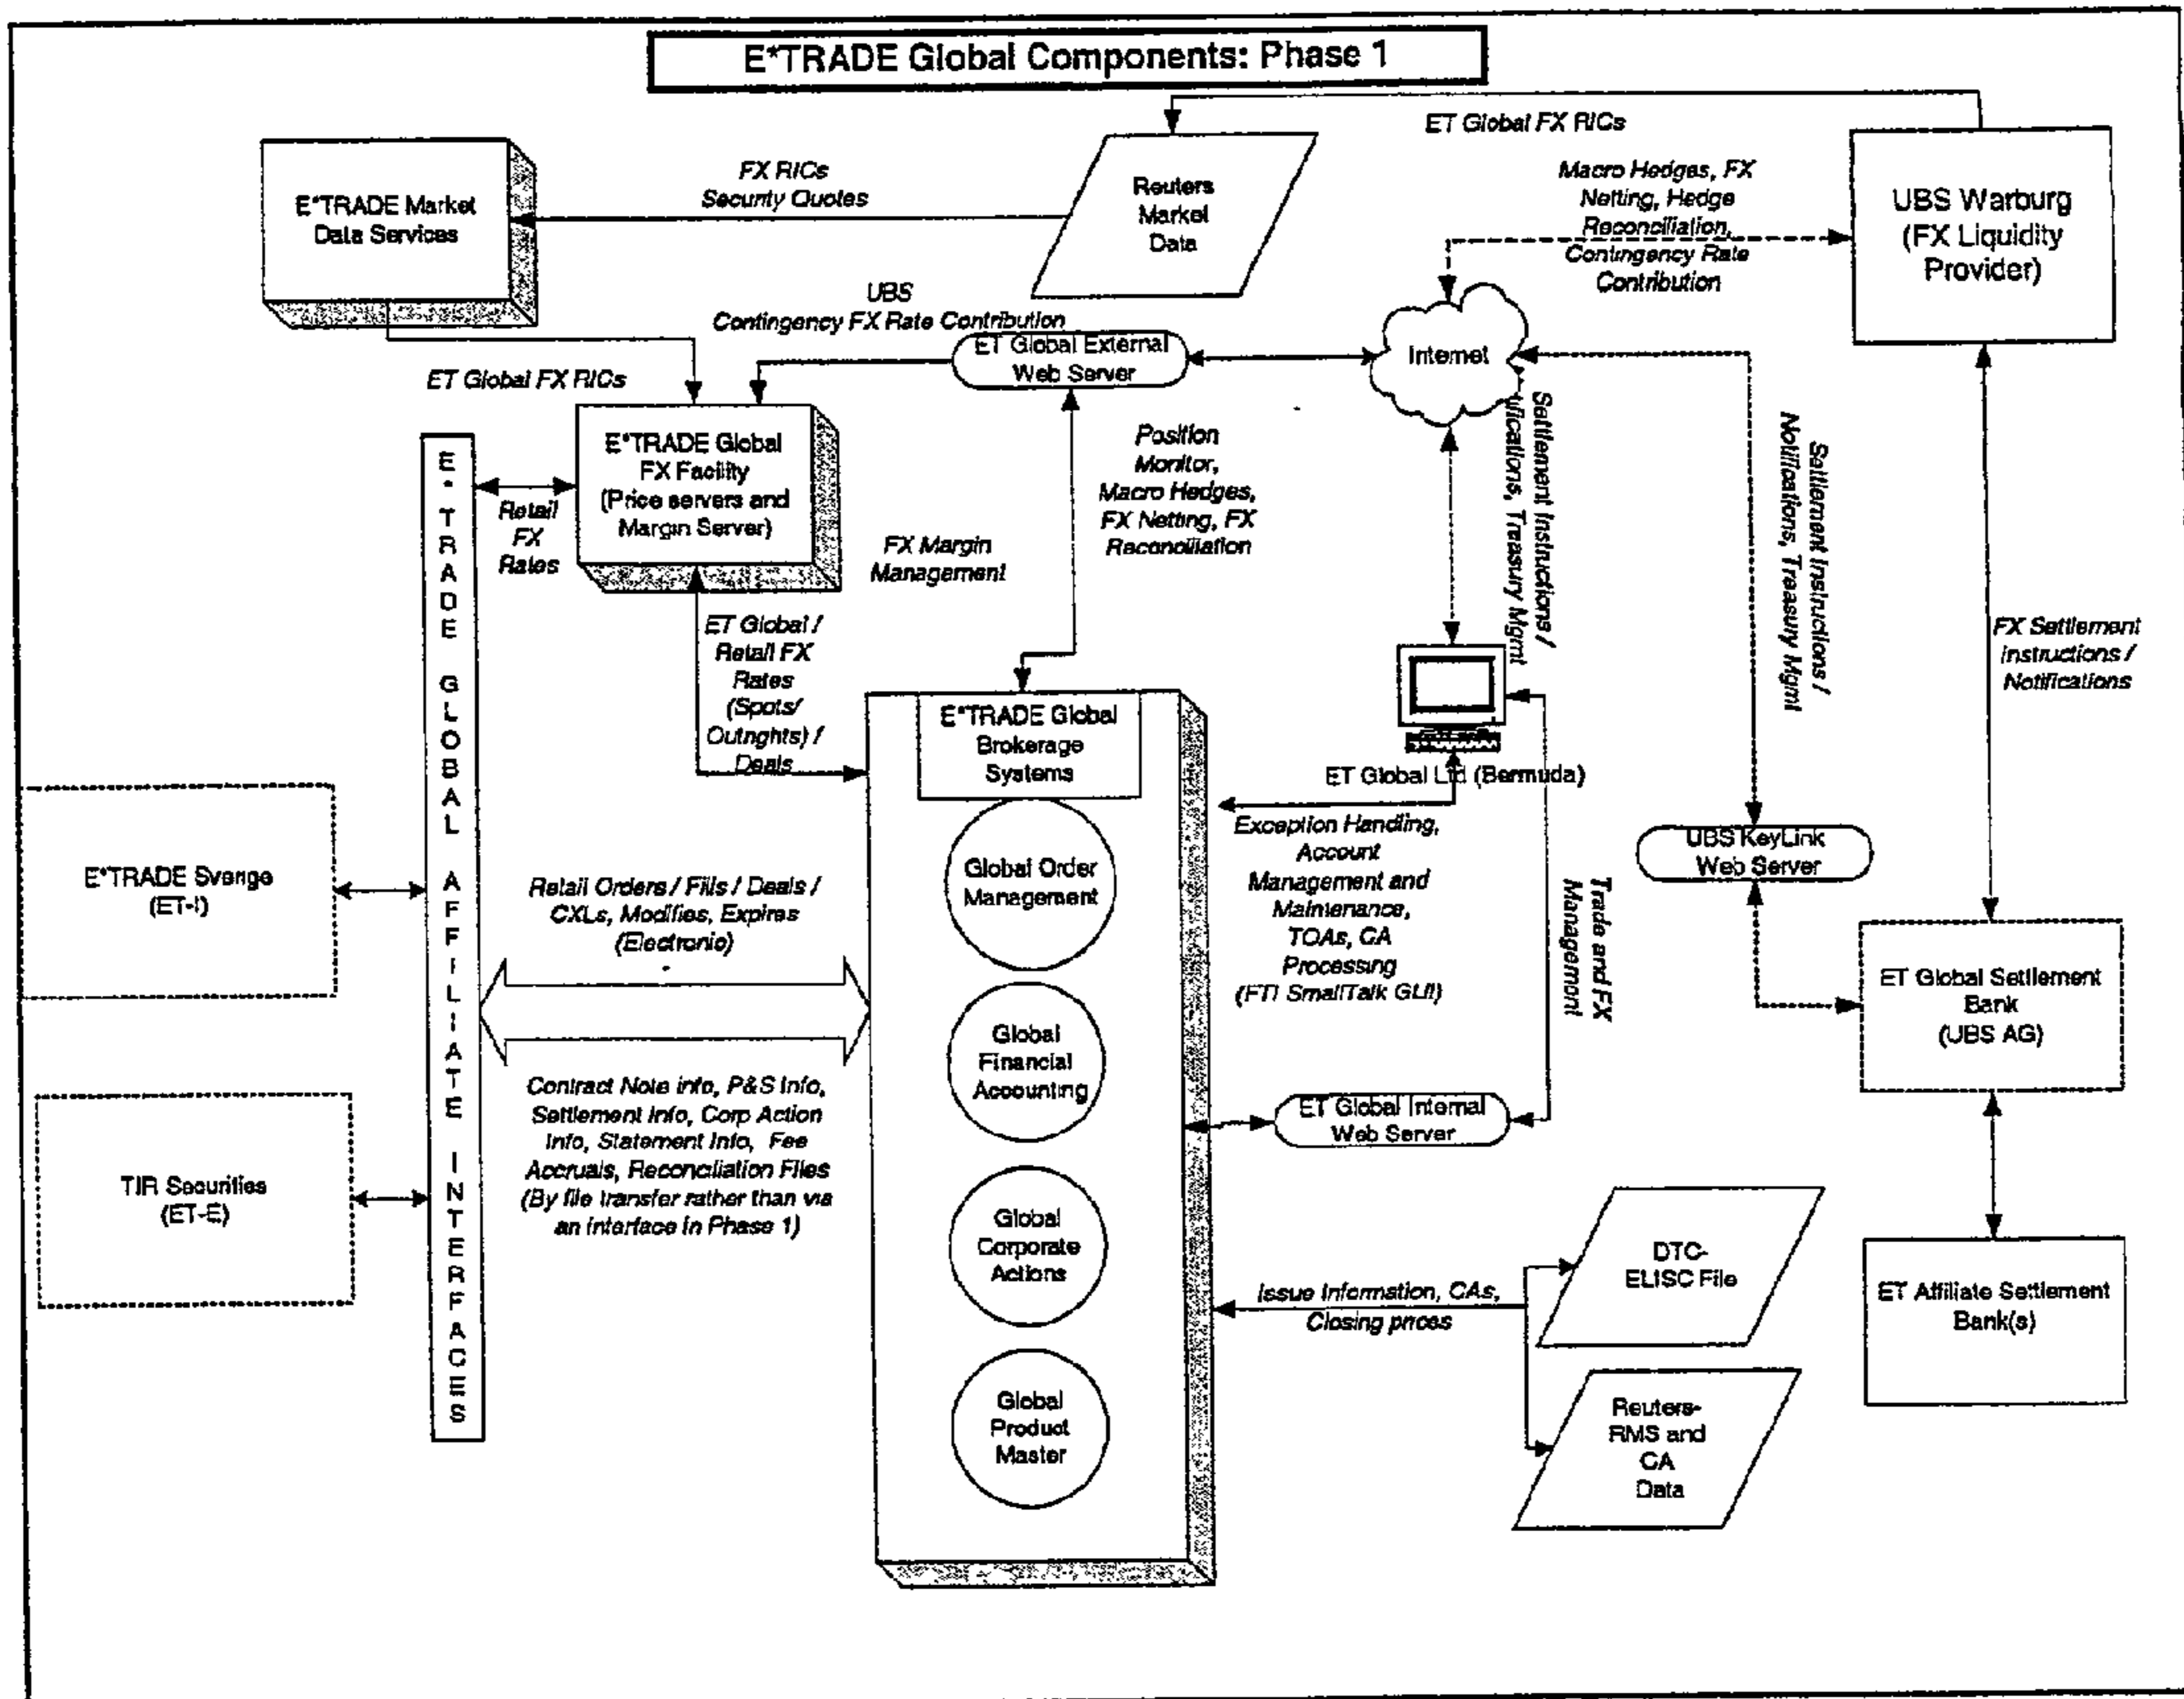 E*TRADE Global Components: Phase 1
ET Global FX RICs
E*TRADE Market
Data Services
FX RICs
Security Quotes
Reuters
Market
Data
Macro Hedges, FX
Netting, Hedge
Reconciliation,
Contingency Rate
Contribution
UBS Warburg
(FX Liquidity
Provider)
UBS
Contingency FX Rate Contribution
ET Global External
Web Server
Internet
ET Global FX RICs
E*TRADE Global
FX Facility
(Price servers and
Margin Server)
Retail
FX
Rates
FX Margin
Management
Position
Monitor,
Macro Hedges,
FX Netting, FX
Reconciliation
Settlement Instructions /
Treasury Mgmt
Settlement Instructions /
Notifications, Treasury Mgmt
FX Settlement
Instructions /
Notifications
E*TRADE GLOBAL AFFILIATE INTERFACES
ET Global /
Retail FX
Rates
(Spots/
Outrights) /
Deals
E*TRADE Global
Brokerage
Systems
ET Global Ltd (Bermuda)
Exception Handling,
Account
Management and
Maintenance,
TOAs, CA
Processing
(FTI SmallTalk GUI)
Trade and FX
Management
UBS KeyLink
Web Server
E*TRADE Sverige
(ET-I)
Retail Orders / Fills / Deals /
CXLs, Modifies, Expires
(Electronic)
Global Order
Management
ET Global Settlement
Bank
(UBS AG)
Global
Financial
Accounting
Contract Note info, P&S Info,
Settlement Info, Corp Action
Info, Statement Info, Fee
Accruals, Reconciliation Files
(By file transfer rather than via
an interface in Phase 1)
ET Global Internal
Web Server
TIR Securities
(ET-E)
Global
Corporate
Actions
Issue Information, CAs,
Closing prices
DTC-
ELISC File
ET Affiliate Settlement
Bank(s)
Global
Product
Master
Reuters-
RMS and
CA
Data